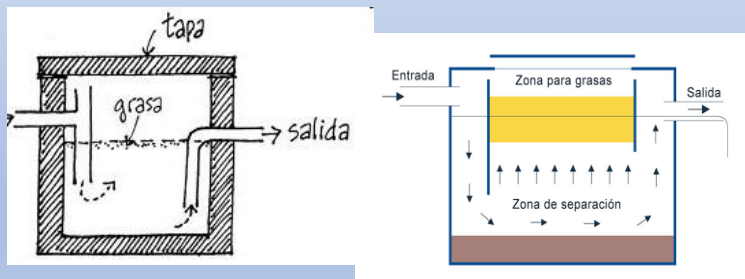 tapa
grasa
salida
Entrada
Zona para grasas
Salida
Zona de separación